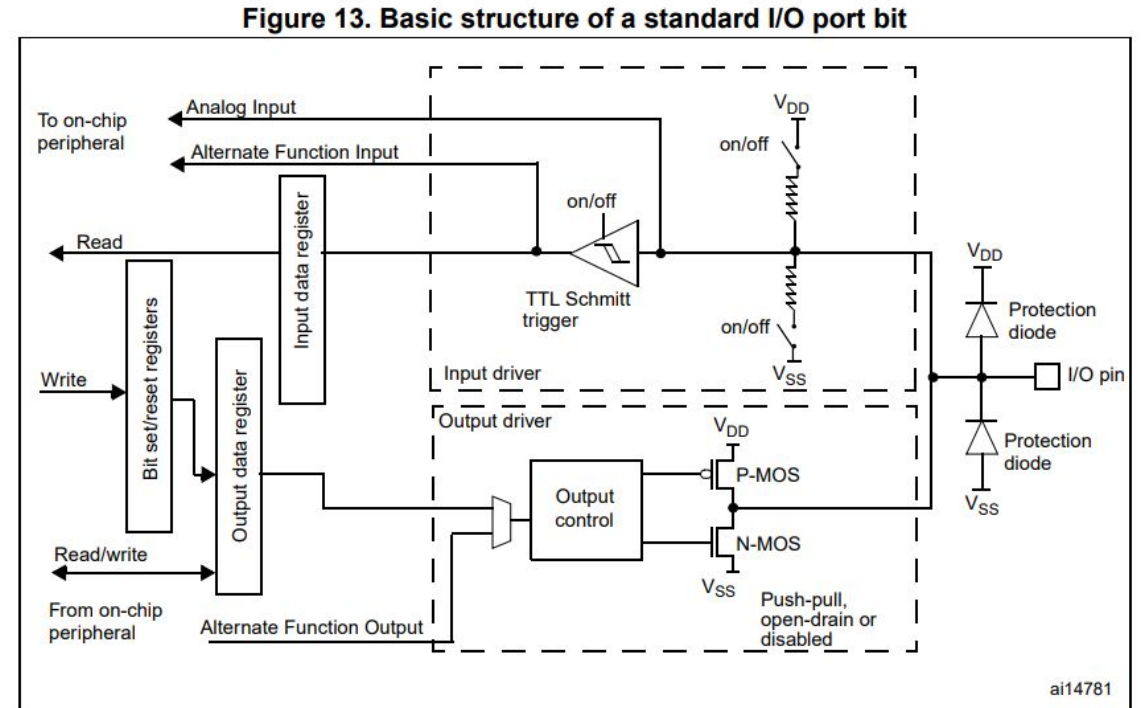 Figure 13. Basic structure of a standard I/O port bit
To on-chip
peripheral
Analog Input
Alternate Function Input
Read
Input data register
on/off
TTL Schmitt
trigger
VDD
on/off
on/off
VSS
Input driver
VDD
Protection
diode
I/O pin
Protection
diode
VSS
Write
Bit set/reset registers
Output data register
Read/write
From on-chip
peripheral
Alternate Function Output
Output driver
Output
control
VDD
P-MOS
N-MOS
VSS
Push-pull,
open-drain or
disabled
ai14781